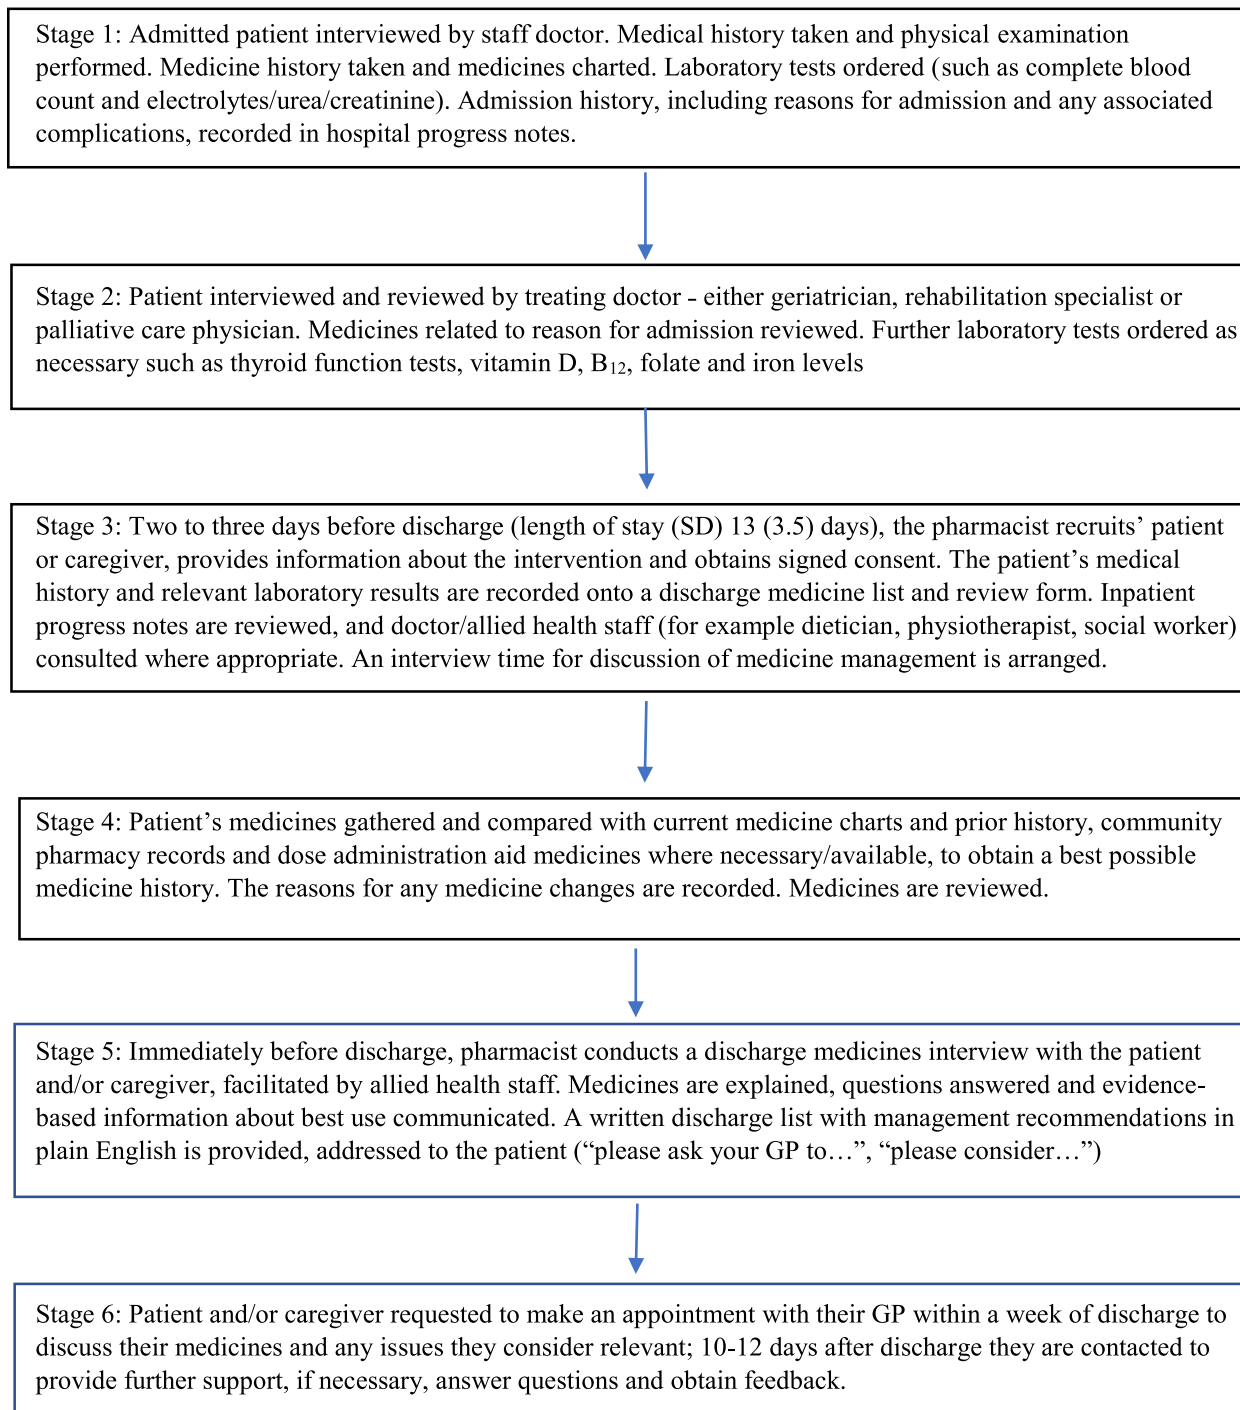 Stage 1: Admitted patient interviewed by staff doctor. Medical history taken and physical examination
performed. Medicine history taken and medicines charted. Laboratory tests ordered (such as complete blood
count and electrolytes/urea/creatinine). Admission history, including reasons for admission and any associated
complications, recorded in hospital progress notes.
Stage 2: Patient interviewed and reviewed by treating doctor - either geriatrician, rehabilitation specialist or
palliative care physician. Medicines related to reason for admission reviewed. Further laboratory tests ordered as
necessary such as thyroid function tests, vitamin D, B₁₂, folate and iron levels
Stage 3: Two to three days before discharge (length of stay (SD) 13 (3.5) days), the pharmacist recruits’ patient
or caregiver, provides information about the intervention and obtains signed consent. The patient’s medical
history and relevant laboratory results are recorded onto a discharge medicine list and review form. Inpatient
progress notes are reviewed, and doctor/allied health staff (for example dietician, physiotherapist, social worker)
consulted where appropriate. An interview time for discussion of medicine management is arranged.
Stage 4: Patient’s medicines gathered and compared with current medicine charts and prior history, community
pharmacy records and dose administration aid medicines where necessary/available, to obtain a best possible
medicine history. The reasons for any medicine changes are recorded. Medicines are reviewed.
Stage 5: Immediately before discharge, pharmacist conducts a discharge medicines interview with the patient
and/or caregiver, facilitated by allied health staff. Medicines are explained, questions answered and evidence-
based information about best use communicated. A written discharge list with management recommendations in
plain English is provided, addressed to the patient (“please ask your GP to…”, “please consider…”)
Stage 6: Patient and/or caregiver requested to make an appointment with their GP within a week of discharge to
discuss their medicines and any issues they consider relevant; 10-12 days after discharge they are contacted to
provide further support, if necessary, answer questions and obtain feedback.